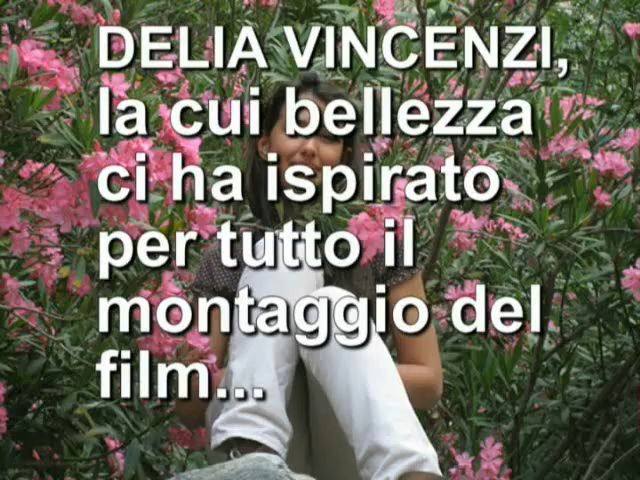 DELIA VINCENZI,
la cui bellezza
ci ha ispirato
per tutto il
montaggio del
film...